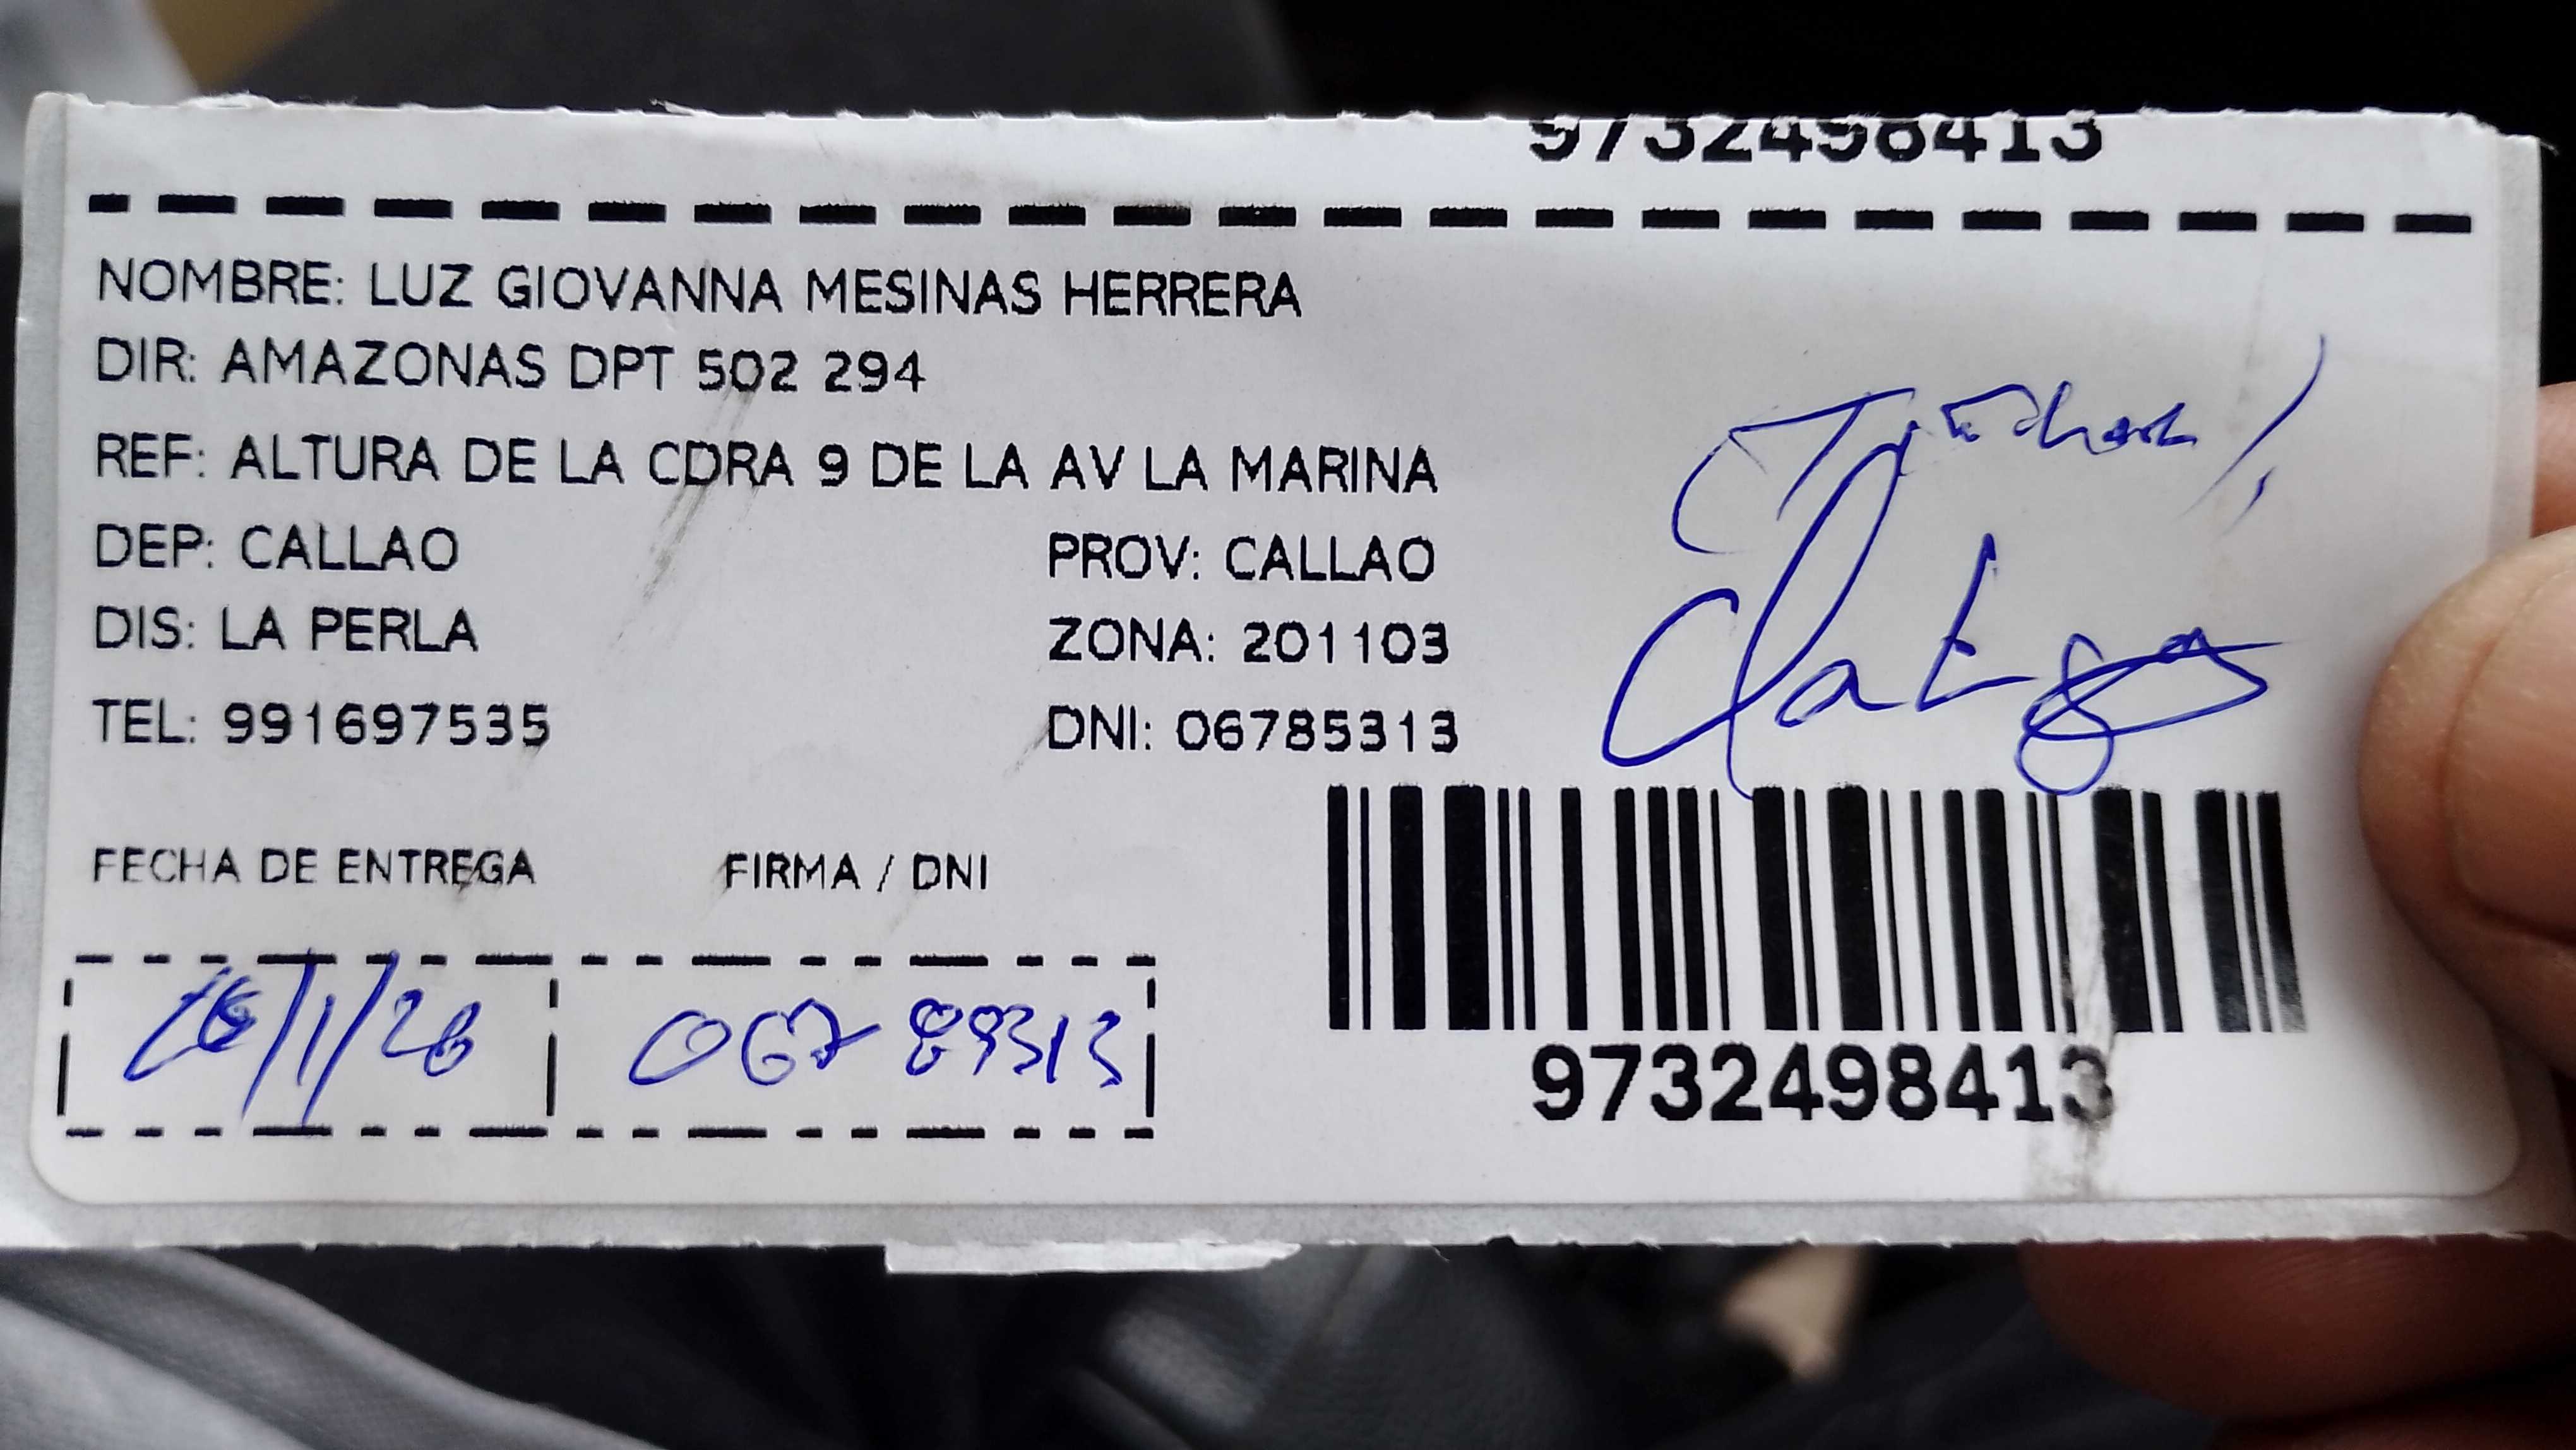 9732498413
NOMBRE: LUZ GIOVANNA MESINAS HERRERA
DIR: AMAZONAS DPT 502 294
REF: ALTURA DE LA CDRA 9 DE LA AV LA MARINA
DEP: CALLAO
PROV: CALLAO
DIS: LA PERLA
ZONA: 201103
TEL: 991697535
DNI: 06785313
FECHA DE ENTREGA
FIRMA / DNI
9732498413